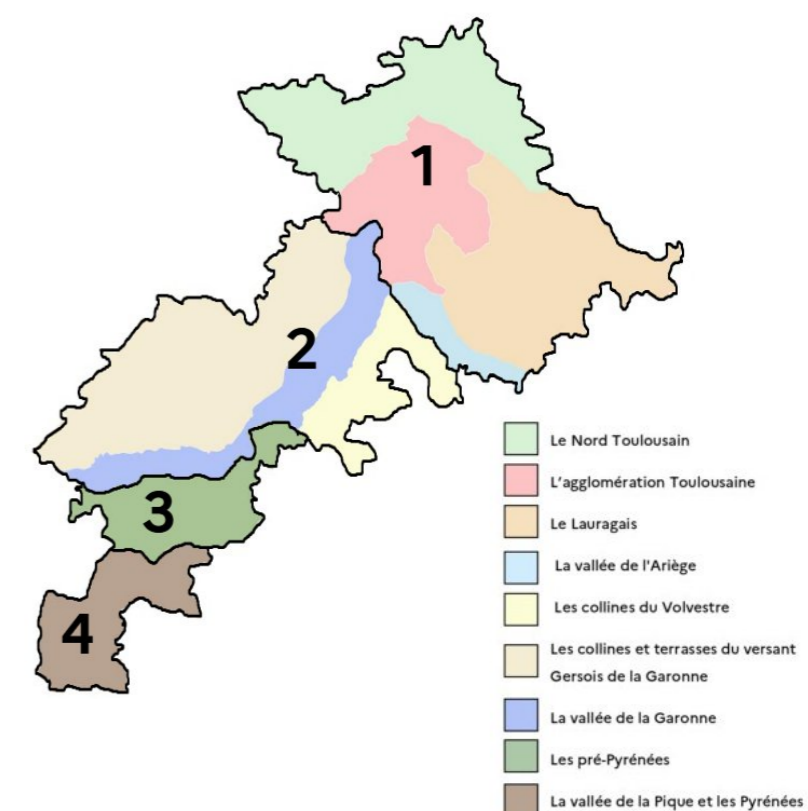 1
2
3
4
Le Nord Toulousain
L'agglomération Toulousaine
Le Lauragais
La vallée de l'Ariège
Les collines du Volvestre
Les collines et terrasses du versant
Gersois de la Garonne
La vallée de la Garonne
Les pré-Pyrénées
La vallée de la Pique et les Pyrénées